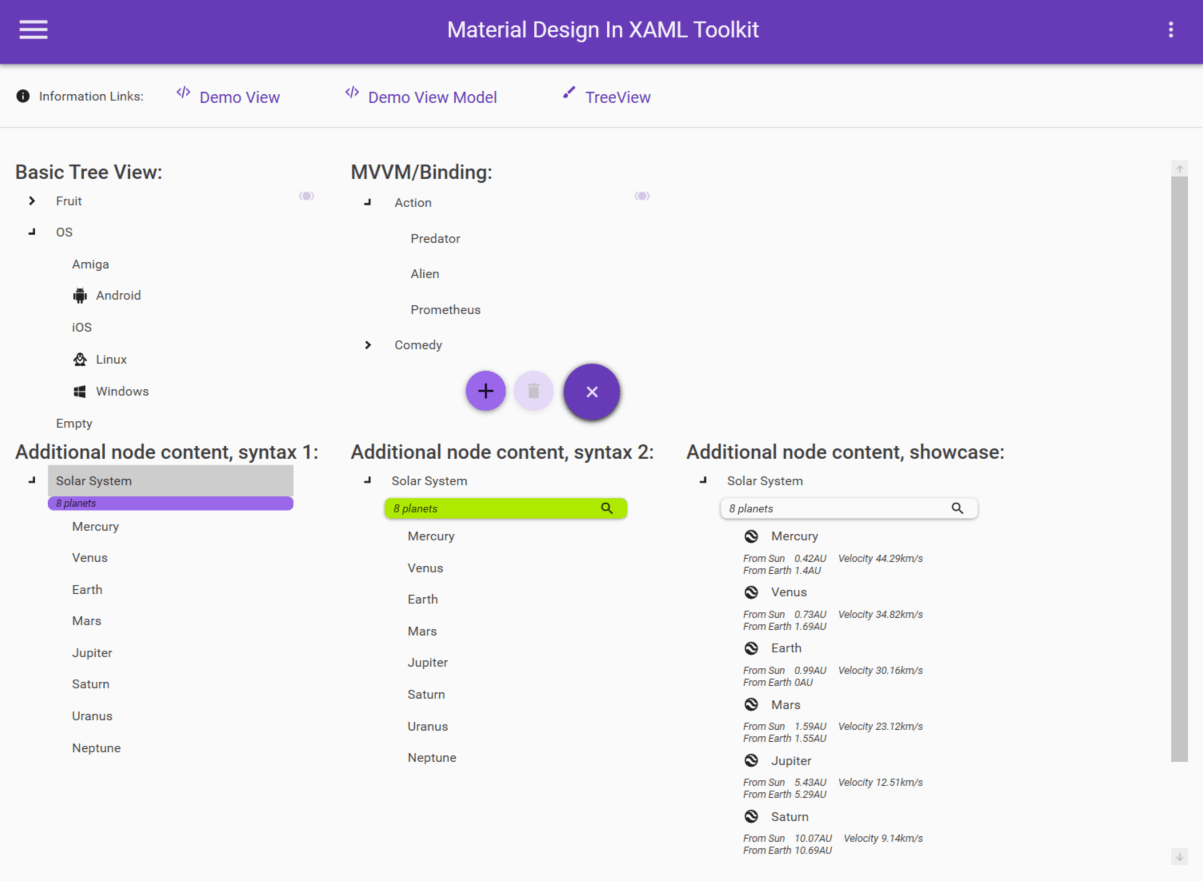 Material Design In XAML Toolkit
Information Links: Demo View Demo View Model TreeView
Basic Tree View:
Fruit
OS
Amiga
Android
iOS
Linux
Windows
Empty
MVVM/Binding:
Action
Predator
Alien
Prometheus
Comedy
Additional node content, syntax 1:
Solar System
8 planets
Mercury
Venus
Earth
Mars
Jupiter
Saturn
Uranus
Neptune
Additional node content, syntax 2:
Solar System
8 planets
Mercury
Venus
Earth
Mars
Jupiter
Saturn
Uranus
Neptune
Additional node content, showcase:
Solar System
8 planets
Mercury
From Sun 0.42AU Velocity 44.29km/s
From Earth 1.4AU
Venus
From Sun 0.73AU Velocity 34.82km/s
From Earth 1.69AU
Earth
From Sun 0.99AU Velocity 30.16km/s
From Earth 0AU
Mars
From Sun 1.59AU Velocity 23.12km/s
From Earth 1.55AU
Jupiter
From Sun 5.43AU Velocity 12.51km/s
From Earth 5.29AU
Saturn
From Sun 10.07AU Velocity 9.14km/s
From Earth 10.69AU